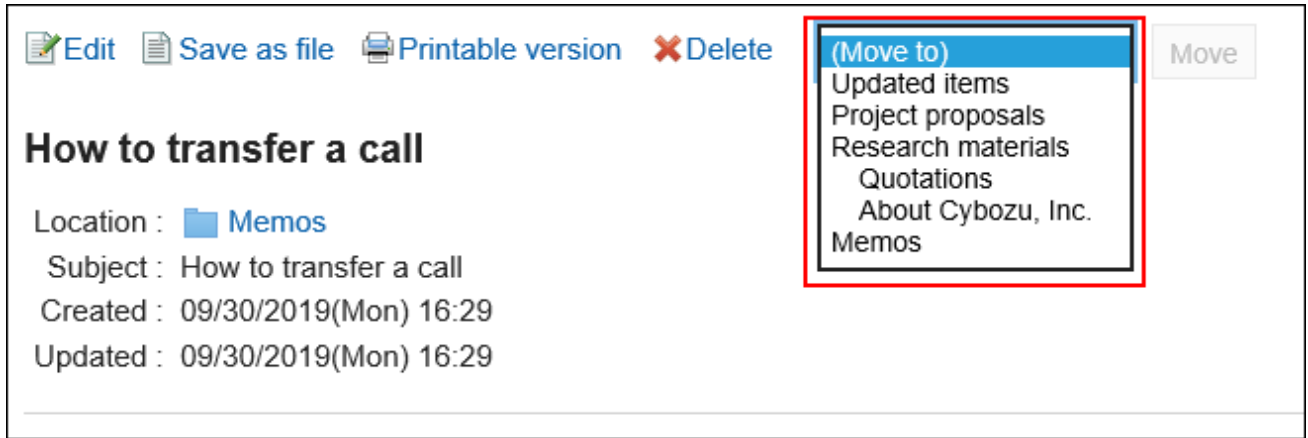 Edit Save as file Printable version Delete
(Move to)
Move
Updated items
Project proposals
Research materials
Quotations
About Cybozu, Inc.
Memos
How to transfer a call
Location : Memos
Subject : How to transfer a call
Created : 09/30/2019(Mon) 16:29
Updated : 09/30/2019(Mon) 16:29